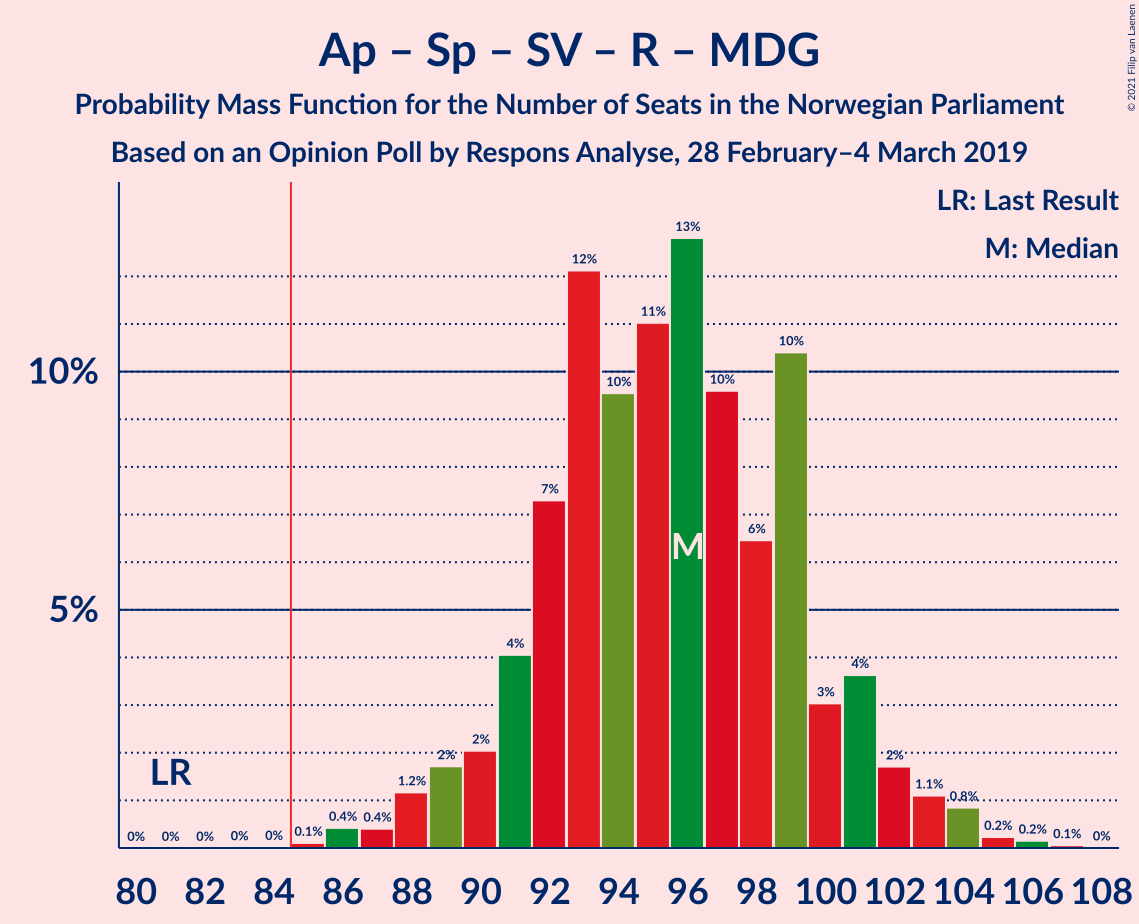 Ap – Sp – SV – R – MDG
Probability Mass Function for the Number of Seats in the Norwegian Parliament
Based on an Opinion Poll by Respons Analyse, 28 February–4 March 2019
© 2021 Filip van Laenen
LR: Last Result
M: Median
10%
5%
LR
M
0% 0% 0% 0% 0% 0.1% 0.4% 0.4% 1.2% 2% 2% 4% 7% 12% 10% 11% 13% 10% 6% 10% 3% 4% 2% 1.1% 0.8% 0.2% 0.2% 0.1% 0%
80 82 84 86 88 90 92 94 96 98 100 102 104 106 108